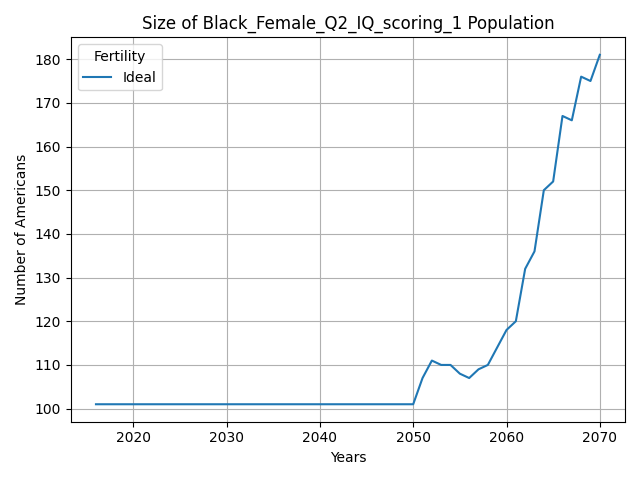 Size of Black_Female_Q2_IQ_scoring_1 Population
Fertility
Ideal
Number of Americans
180
170
160
150
140
130
120
110
100
2020 2030 2040 2050 2060 2070
Years